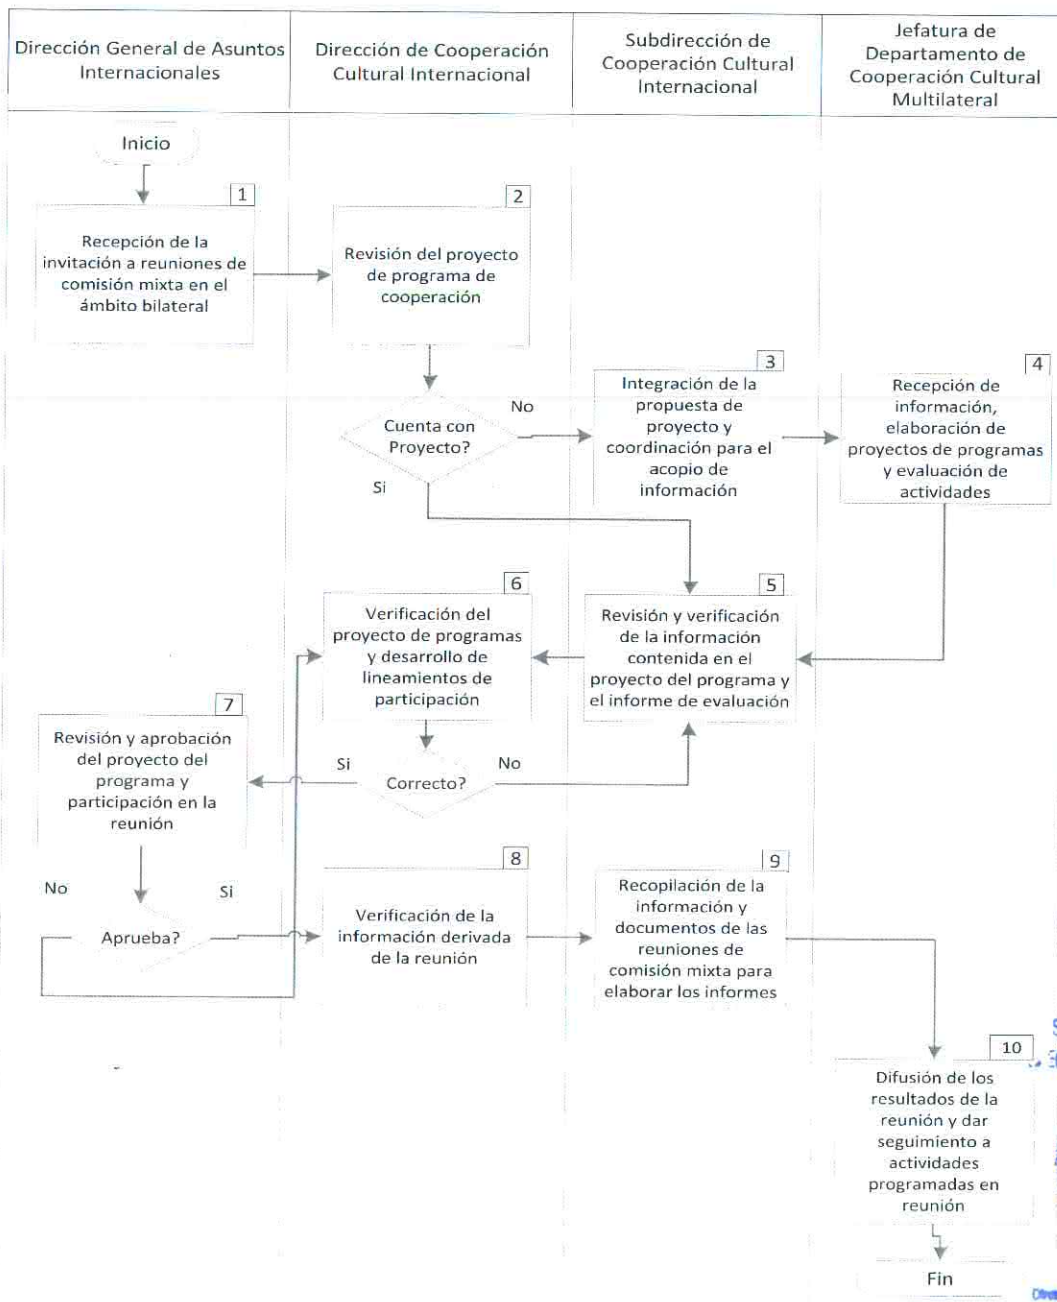 Dirección General de Asuntos
Internacionales
Dirección de Cooperación
Cultural Internacional
Subdirección de
Cooperación Cultural
Internacional
Jefatura de
Departamento de
Cooperación Cultural
Multilateral
Inicio
1
Recepción de la
invitación a reuniones de
comisión mixta en el
ámbito bilateral
2
Revisión del proyecto
de programa de
cooperación
Cuenta con
Proyecto?
No
Si
3
Integración de la
propuesta de
proyecto y
coordinación para el
acopio de
información
4
Recepción de
información,
elaboración de
proyectos de programas
y evaluación de
actividades
5
Revisión y verificación
de la información
contenida en el
proyecto del programa y
el informe de evaluación
6
Verificación del
proyecto de programas
y desarrollo de
lineamientos de
participación
Correcto?
Si
No
7
Revisión y aprobación
del proyecto del
programa y
participación en la
reunión
No
Si
Aprueba?
8
Verificación de la
información derivada
de la reunión
9
Recopilación de la
información y
documentos de las
reuniones de
comisión mixta para
elaborar los informes
10
Difusión de los
resultados de la
reunión y dar
seguimiento a
actividades
programadas en
reunión
Fin